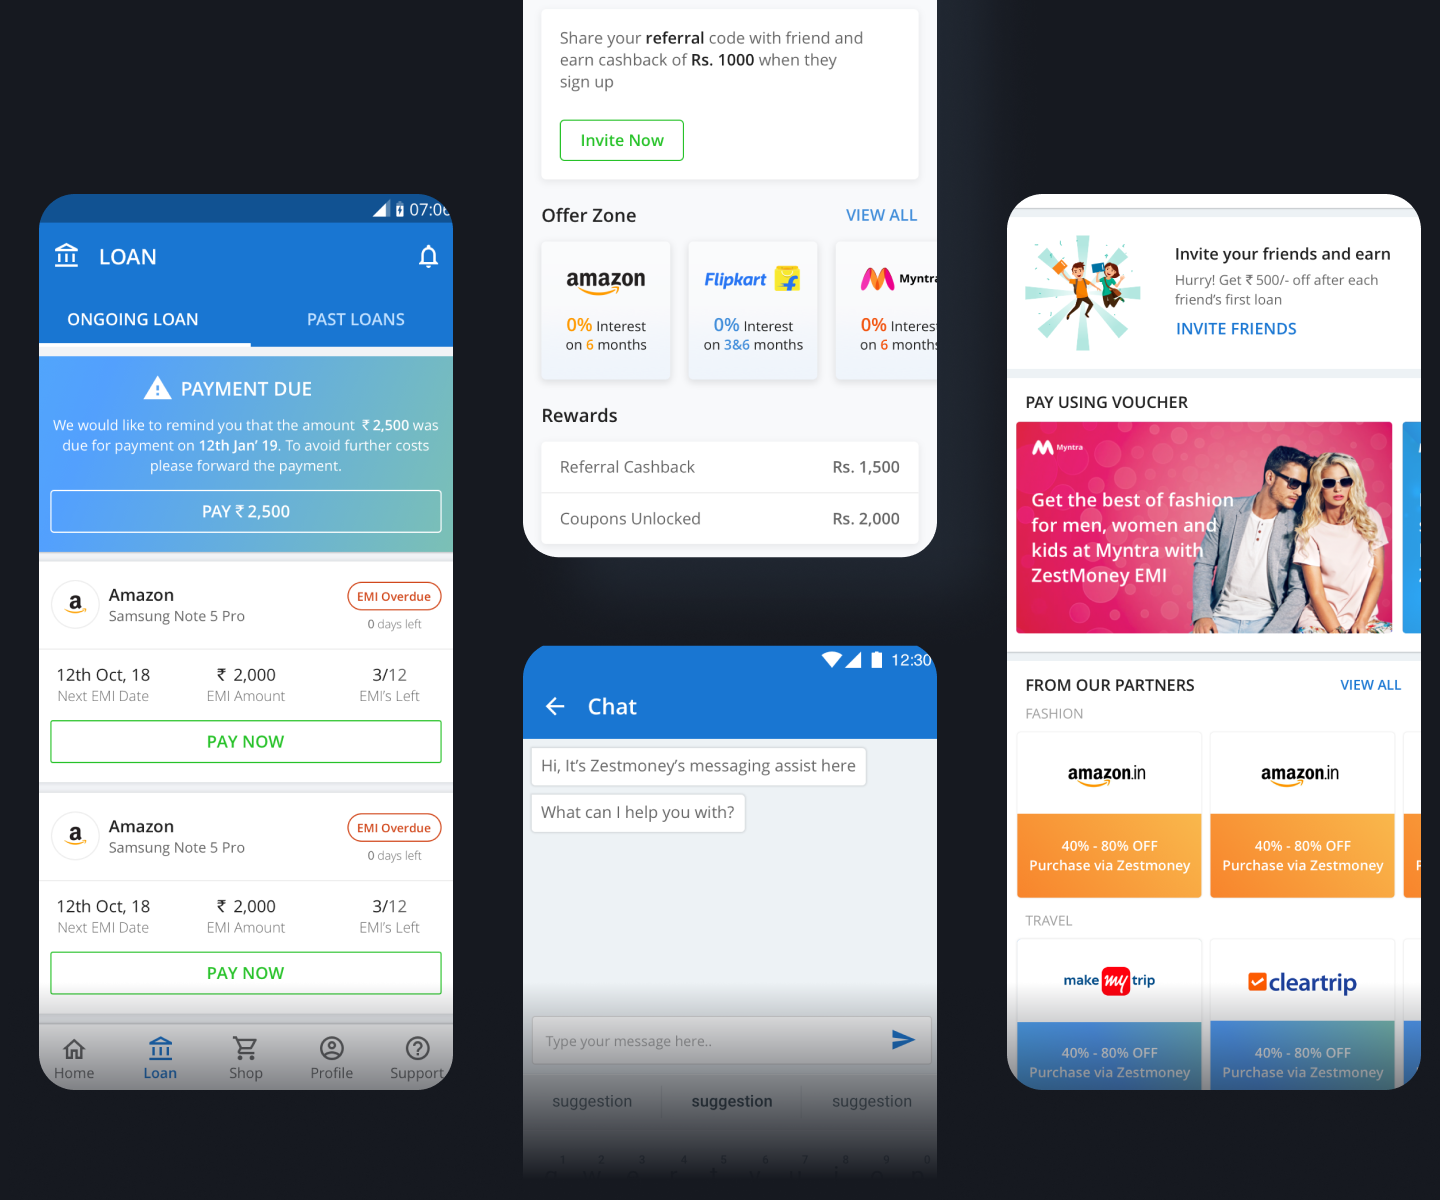 07:06
LOAN
ONGOING LOAN
PAST LOANS
PAYMENT DUE
We would like to remind you that the amount ₹ 2,500 was
due for payment on 12th Jan’ 19. To avoid further costs
please forward the payment.
PAY ₹ 2,500
a
Amazon
Samsung Note 5 Pro
EMI Overdue
0 days left
12th Oct, 18
Next EMI Date
₹ 2,000
EMI Amount
3/12
EMI’s Left
PAY NOW
a
Amazon
Samsung Note 5 Pro
EMI Overdue
0 days left
12th Oct, 18
Next EMI Date
₹ 2,000
EMI Amount
3/12
EMI’s Left
PAY NOW
Home
Loan
Shop
Profile
Support
Share your referral code with friend and
earn cashback of Rs. 1000 when they
sign up
Invite Now
Offer Zone
VIEW ALL
amazon
0% Interest
on 6 months
Flipkart
0% Interest
on 3&6 months
Myntra
0% Interest
on 6 months
Rewards
Referral Cashback
Rs. 1,500
Coupons Unlocked
Rs. 2,000
12:30
Chat
Hi, It’s Zestmoney’s messaging assist here
What can I help you with?
Type your message here..
suggestion
suggestion
suggestion
1 2 3 4 5 6 7 8 9 0
Invite your friends and earn
Hurry! Get ₹ 500/- off after each
friend’s first loan
INVITE FRIENDS
PAY USING VOUCHER
Myntra
Get the best of fashion
for men, women and
kids at Myntra with
ZestMoney EMI
FROM OUR PARTNERS
VIEW ALL
FASHION
amazon.in
40% - 80% OFF
Purchase via Zestmoney
amazon.in
40% - 80% OFF
Purchase via Zestmoney
TRAVEL
make my trip
40% - 80% OFF
Purchase via Zestmoney
cleartrip
40% - 80% OFF
Purchase via Zestmoney